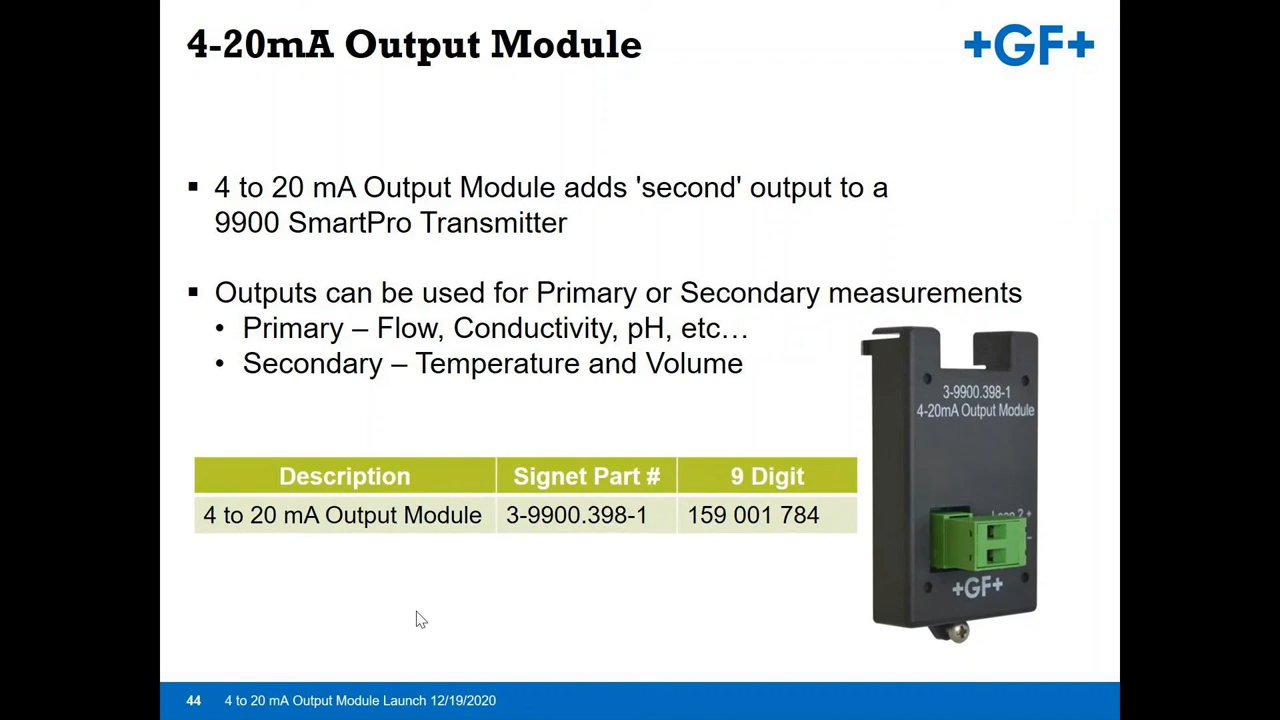 4-20mA Output Module
+GF+
▪ 4 to 20 mA Output Module adds 'second' output to a
9900 SmartPro Transmitter
▪ Outputs can be used for Primary or Secondary measurements
• Primary – Flow, Conductivity, pH, etc…
• Secondary – Temperature and Volume
3-9900.398-1
4-20mA Output Module
Loop 2 +
-
+GF+
Description Signet Part # 9 Digit
4 to 20 mA Output Module 3-9900.398-1 159 001 784
44 4 to 20 mA Output Module Launch 12/19/2020